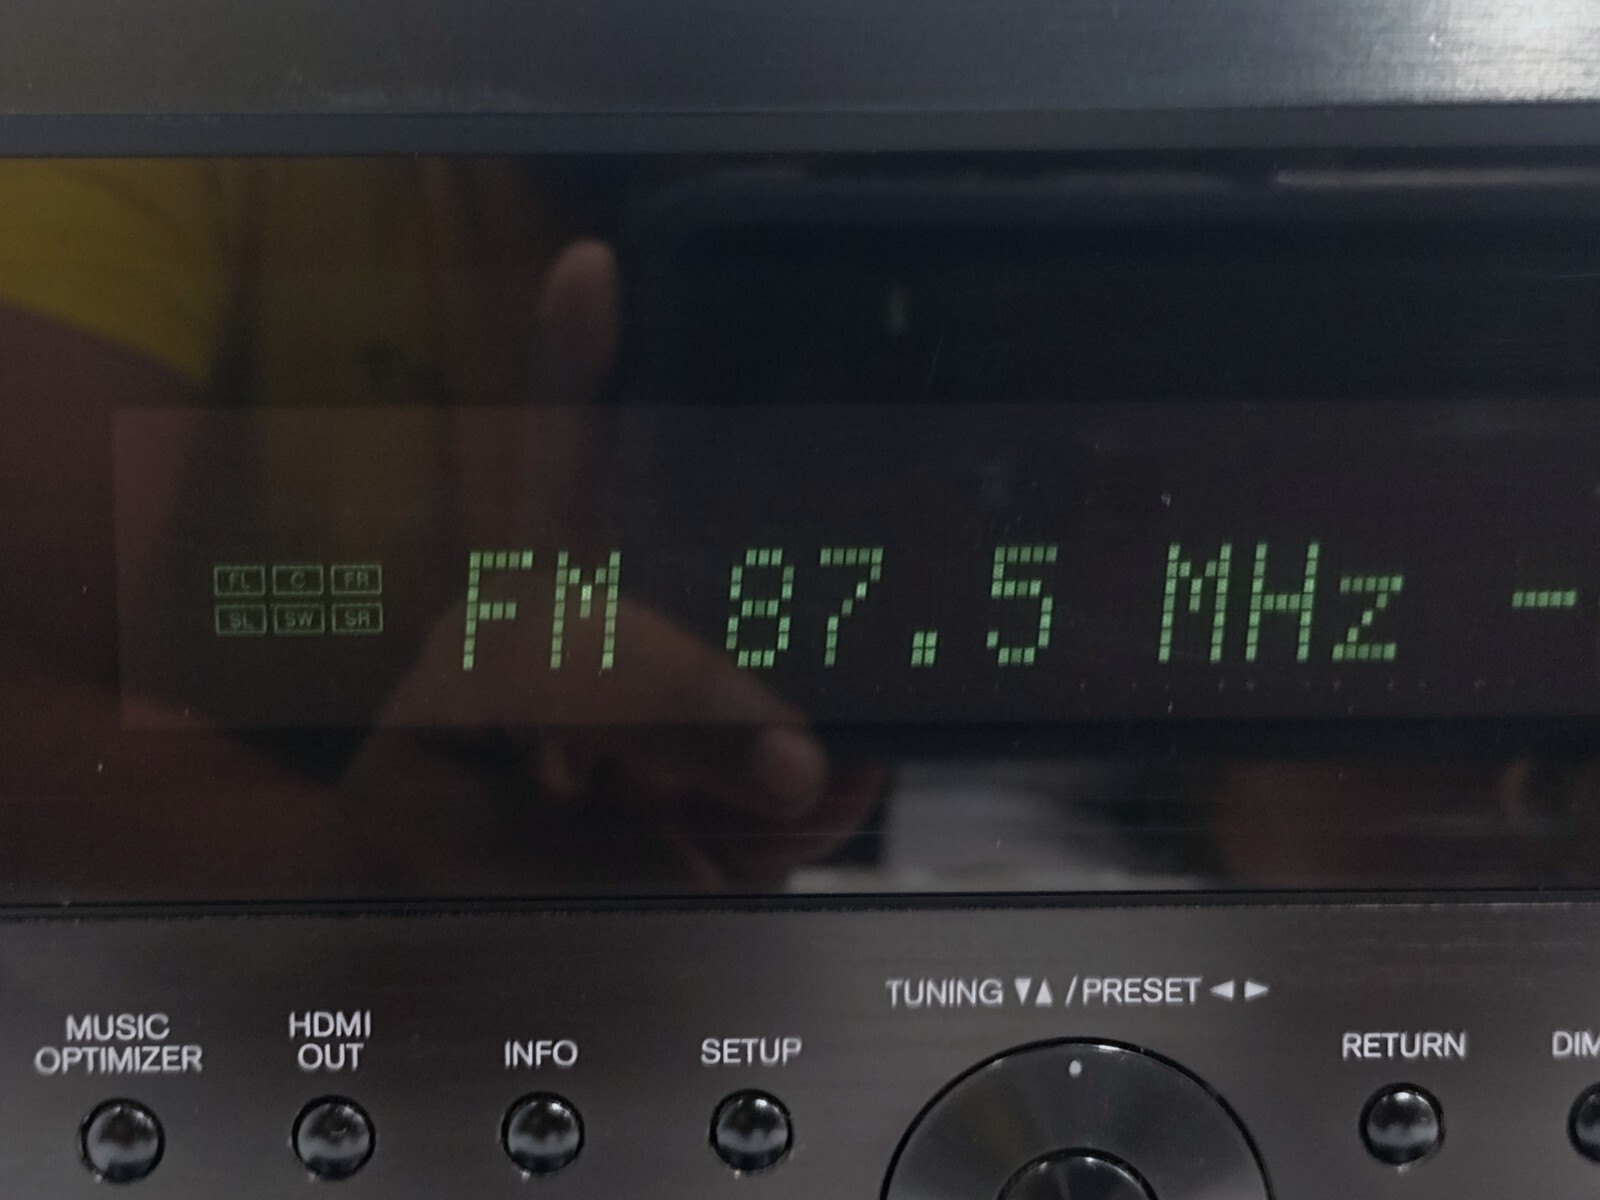 FL C FR
SL SW SR
FM 87.5 MHz -
TUNING ▼▲ /PRESET ◄ ►
MUSIC
OPTIMIZER
HDMI
OUT
INFO
SETUP
RETURN
DIM